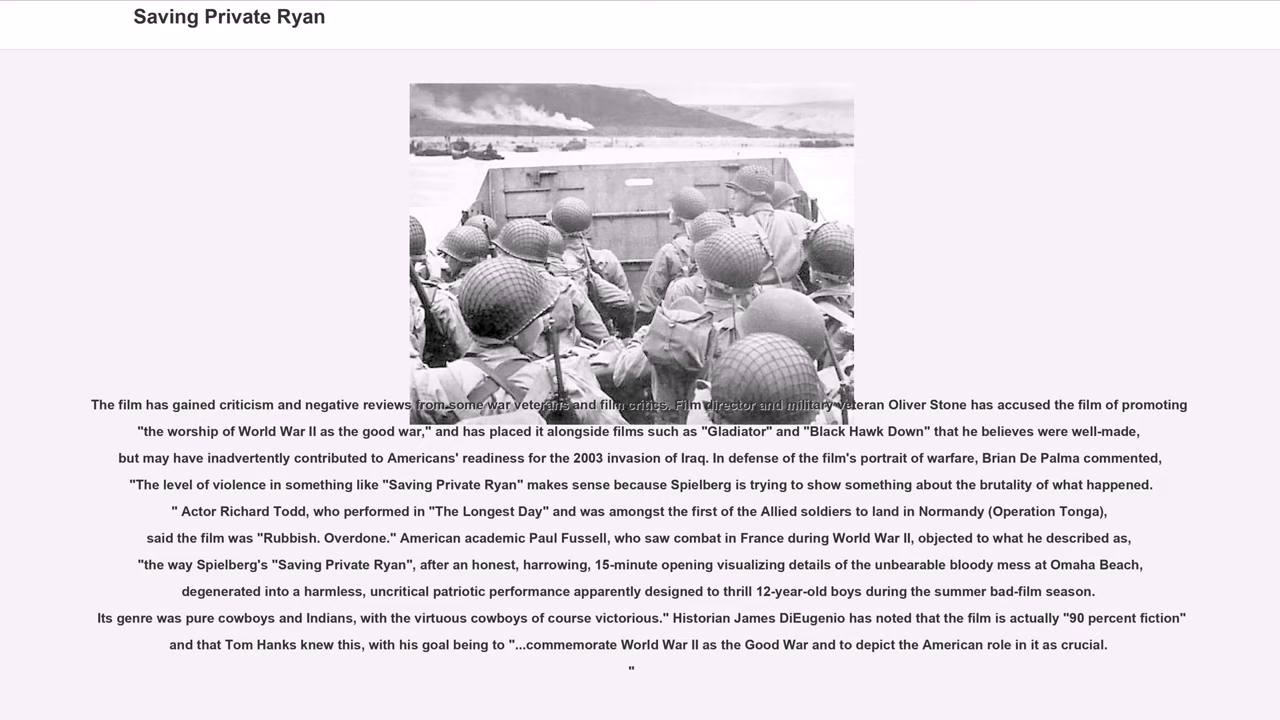 Saving Private Ryan
The film has gained criticism and negative reviews from some war veterans and film critics. Film director and military veteran Oliver Stone has accused the film of promoting
"the worship of World War II as the good war," and has placed it alongside films such as "Gladiator" and "Black Hawk Down" that he believes were well-made,
but may have inadvertently contributed to Americans' readiness for the 2003 invasion of Iraq. In defense of the film's portrait of warfare, Brian De Palma commented,
"The level of violence in something like "Saving Private Ryan" makes sense because Spielberg is trying to show something about the brutality of what happened.
" Actor Richard Todd, who performed in "The Longest Day" and was amongst the first of the Allied soldiers to land in Normandy (Operation Tonga),
said the film was "Rubbish. Overdone." American academic Paul Fussell, who saw combat in France during World War II, objected to what he described as,
"the way Spielberg's "Saving Private Ryan", after an honest, harrowing, 15-minute opening visualizing details of the unbearable bloody mess at Omaha Beach,
degenerated into a harmless, uncritical patriotic performance apparently designed to thrill 12-year-old boys during the summer bad-film season.
Its genre was pure cowboys and Indians, with the virtuous cowboys of course victorious." Historian James DiEugenio has noted that the film is actually "90 percent fiction"
and that Tom Hanks knew this, with his goal being to "...commemorate World War II as the Good War and to depict the American role in it as crucial.
"